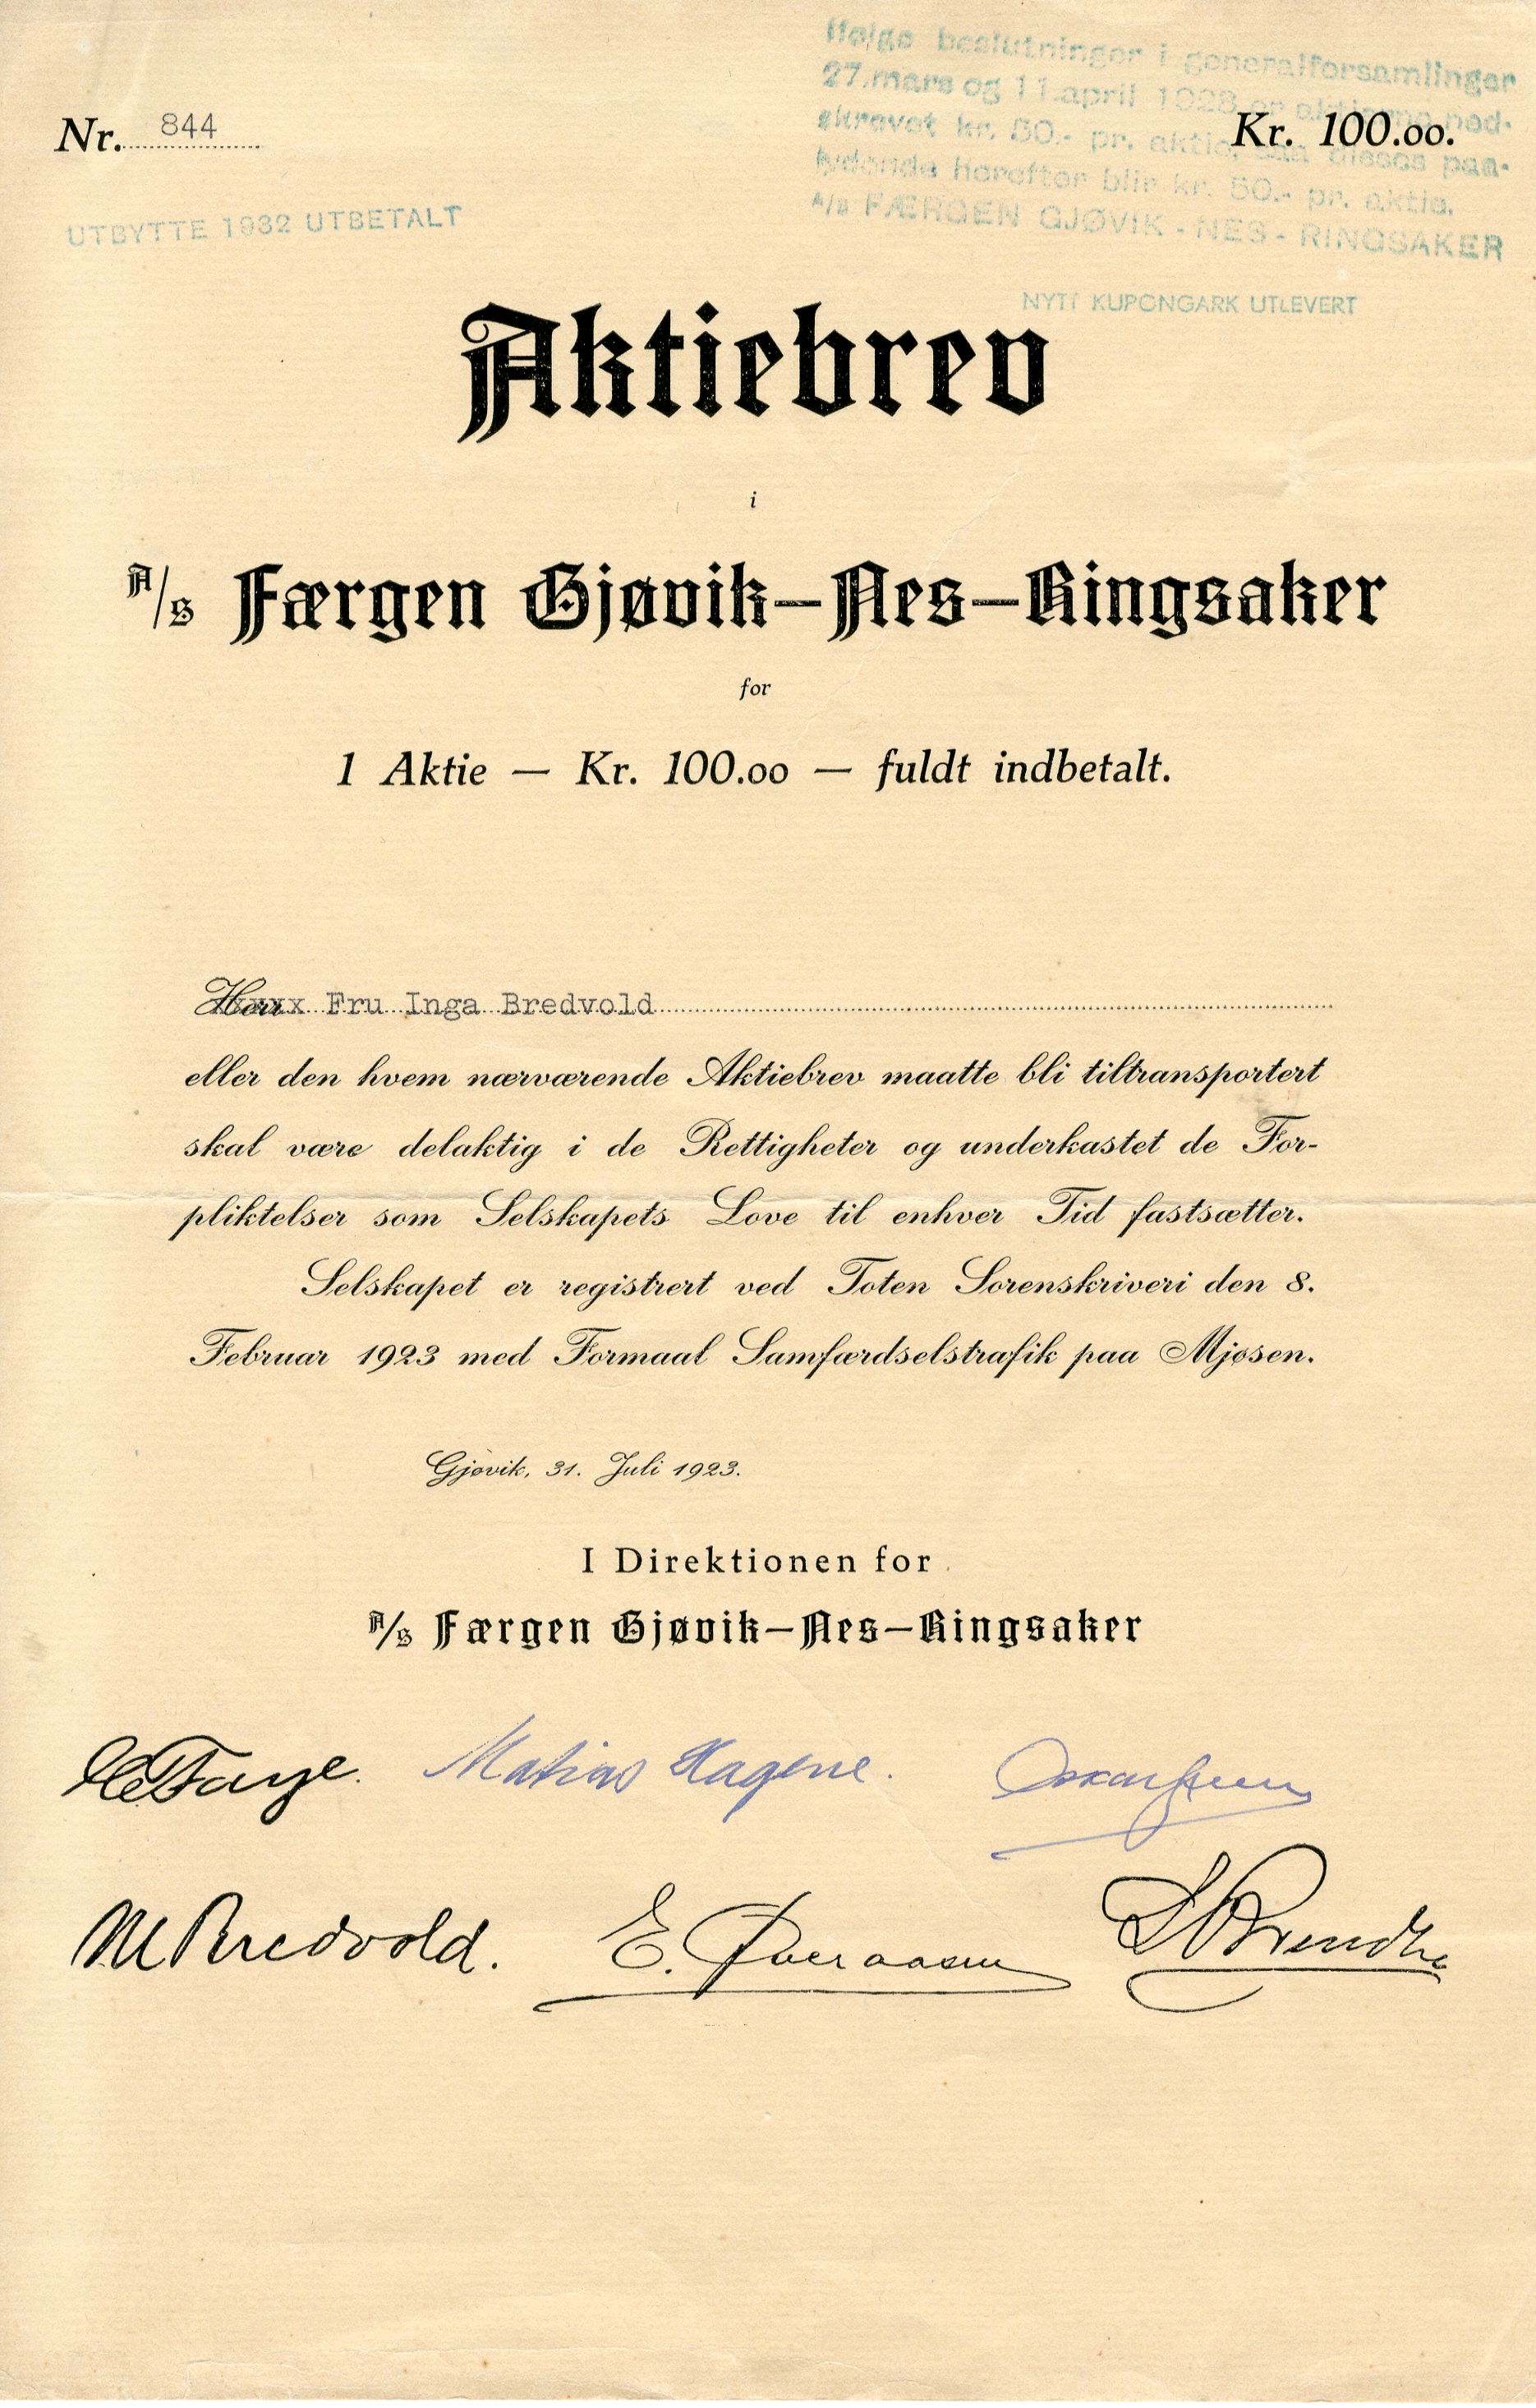 Ifølge beslutninger i generalforsamlinger
27.mars og 11.april 1928 er aktierne ned-
skrevet kr. 50.- pr. aktie, saa disses paa-
lydende herefter blir kr. 50.- pr. aktie.
A/S FÆRGEN GJØVIK - NES - RINGSAKER
Nr. 844
Kr. 100.oo.
UTBYTTE 1932 UTBETALT
NYTT KUPONGARK UTLEVERT
Aktiebrev
i
A/S Færgen Gjøvik—Nes—Ringsaker
for
1 Aktie — Kr. 100.oo — fuldt indbetalt.
Herr xxxxx Fru Inga Bredvold
eller den hvem nærværende Aktiebrev maatte bli tiltransportert
skal være delaktig i de Rettigheter og underkastet de For-
pliktelser som Selskapets Love til enhver Tid fastsætter.
Selskapet er registrert ved Toten Sorenskriveri den 8.
Februar 1923 med Formaal Samfærdselstrafik paa Mjøsen.
Gjøvik, 31. Juli 1923.
I Direktionen for
A/S Færgen Gjøvik—Nes—Ringsaker
Matias Hagene.
M Bredvold.
E.